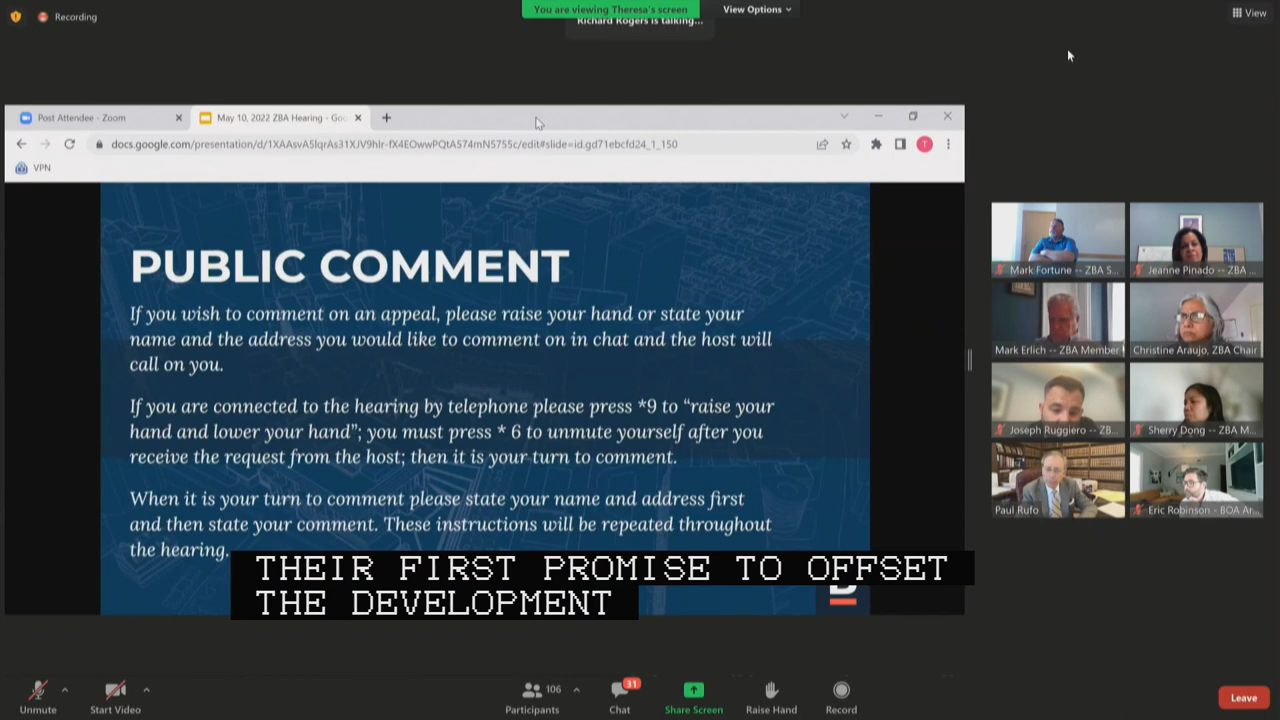 Recording
You are viewing Theresa's screen
View Options
Richard Rogers is talking...
View
Post Attendee - Zoom
May 10, 2022 ZBA Hearing - Goo
docs.google.com/presentation/d/
VPN
PUBLIC COMMENT
If you wish to comment on an appeal, please raise your hand or state your
name and the address you would like to comment on in chat and the host will
call on you.
If you are connected to the hearing by telephone please press *9 to “raise your
hand and lower your hand”; you must press * 6 to unmute yourself after you
receive the request from the host; then it is your turn to comment.
When it is your turn to comment please state your name and address first
and then state your comment. These instructions will be repeated throughout
the hearing.
THEIR FIRST PROMISE TO OFFSET
THE DEVELOPMENT
B
T
Mark Fortune -- ZBA S...
Jeanne Pinado -- ZBA ...
Mark Erlich -- ZBA Member
Christine Araujo, ZBA Chair
Joseph Ruggiero -- ZB...
Sherry Dong -- ZBA M...
Paul Rufo
Eric Robinson - BOA Ar...
Unmute
Start Video
106
Participants
31
Chat
Share Screen
Raise Hand
Record
Leave